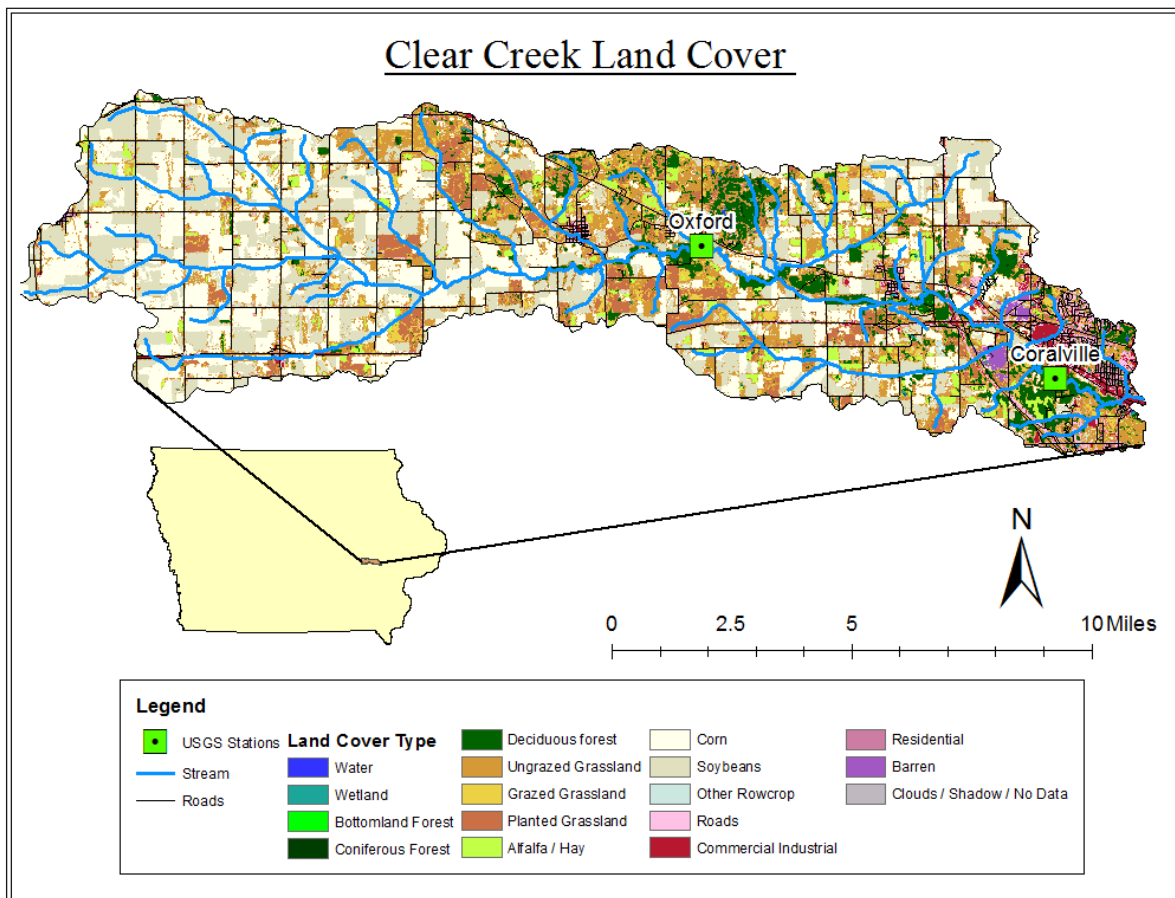 Clear Creek Land Cover
Oxford
Coralville
N
0 2.5 5 10 Miles
Legend
USGS Stations
Stream
Roads
Land Cover Type
Water
Wetland
Bottomland Forest
Coniferous Forest
Deciduous forest
Ungrazed Grassland
Grazed Grassland
Planted Grassland
Alfalfa / Hay
Corn
Soybeans
Other Rowcrop
Roads
Commercial Industrial
Residential
Barren
Clouds / Shadow / No Data